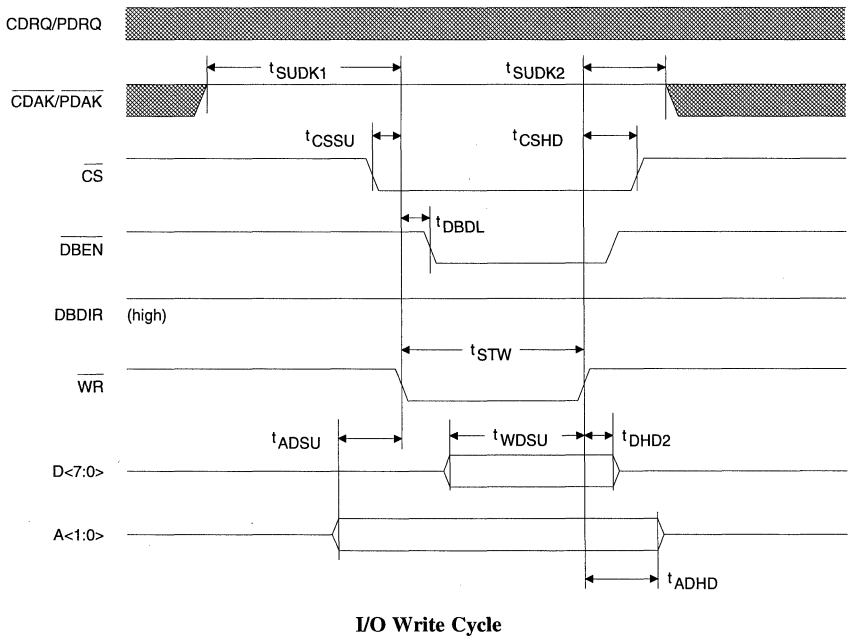 CDRQ/PDRQ
tSUDK1 tSUDK2
CDAK/PDAK
tCSSU tCSHD
CS
tDBDL
DBEN
DBDIR (high)
tSTW
WR
tADSU tWDSU tDHD2
D<7:0>
A<1:0>
tADHD
I/O Write Cycle